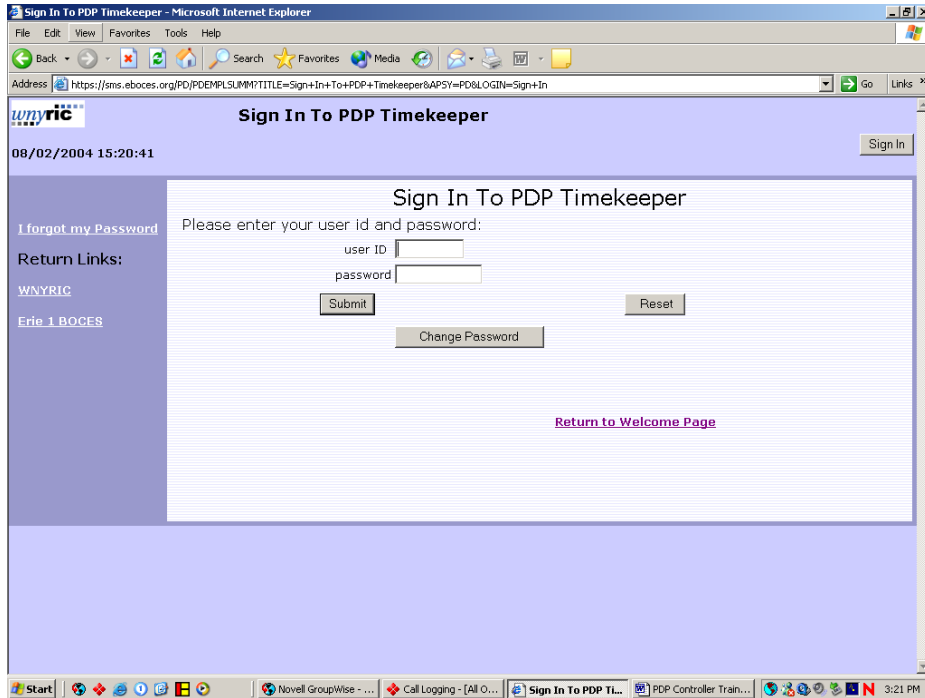 Sign In To PDP Timekeeper - Microsoft Internet Explorer
File Edit View Favorites Tools Help
Back Search Favorites Media
Address https://sms.eboces.org/PD/PDEMPLSUMM?TITLE=Sign+In+To+PDP+Timekeeper&APSY=PD&LOGIN=Sign+In Go Links »
wnyric Sign In To PDP Timekeeper
Sign In
08/02/2004 15:20:41
Sign In To PDP Timekeeper
I forgot my Password
Please enter your user id and password:
user ID
Return Links:
password
WNYRIC
Submit Reset
Erie 1 BOCES
Change Password
Return to Welcome Page
Start Novell GroupWise - ... Call Logging - [All O... Sign In To PDP Ti... PDP Controller Train... N 3:21 PM